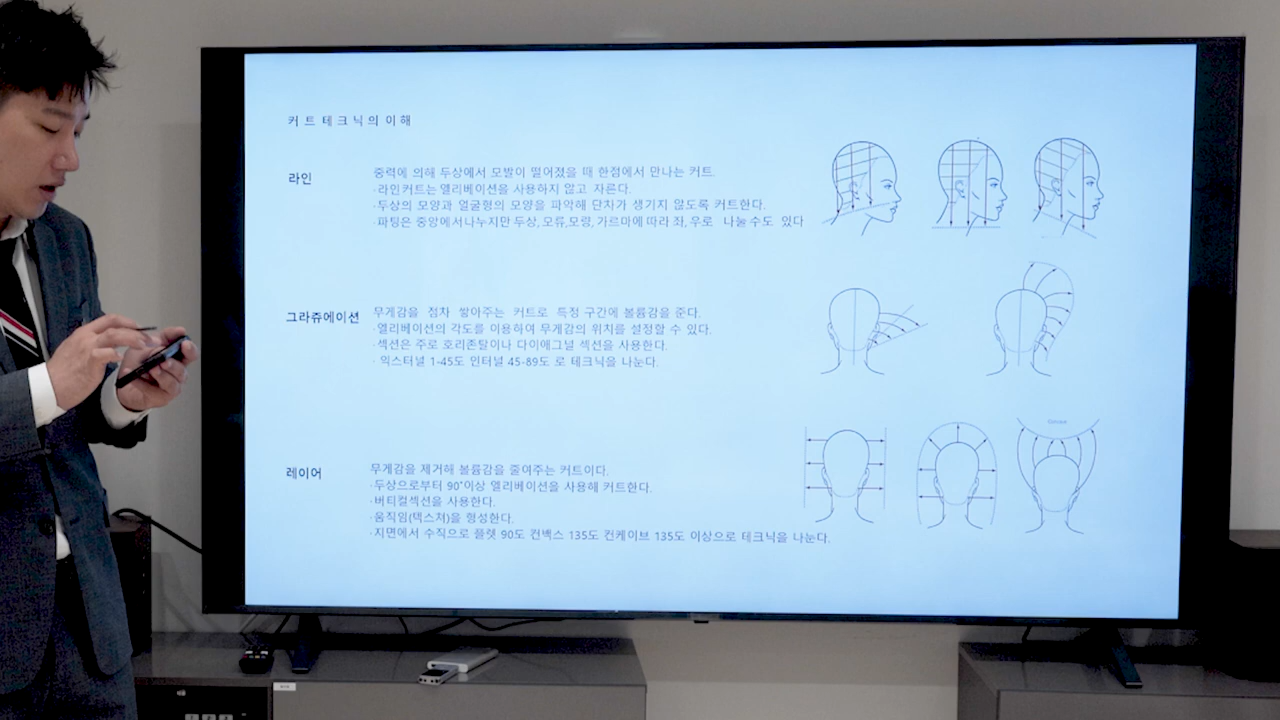 커트 테크닉의 이해
라인
중력에 의해 두상에서 모발이 떨어졌을 때 한점에서 만나는 커트.
·라인커트는 엘리베이션을 사용하지 않고 자른다.
·두상의 모양과 얼굴형의 모양을 파악해 단차가 생기지 않도록 커트한다.
·파팅은 중앙에서나누지만 두상,모류,모량,가르마에 따라 좌,우로 나눌수도 있다
그라쥬에이션
무게감을 점차 쌓아주는 커트로 특정 구간에 볼륨감을 준다.
·엘리베이션의 각도를 이용하여 무게감의 위치를 설정할 수 있다.
·섹션은 주로 호리존탈이나 다이애그널 섹션을 사용한다.
· 익스터널 1-45도 인터널 45-89도 로 테크닉을 나눈다.
레이어
무게감을 제거해 볼륨감을 줄여주는 커트이다.
·두상으로부터 90°이상 엘리베이션을 사용해 커트한다.
·버티컬섹션을 사용한다.
·움직임(텍스쳐)을 형성한다.
·지면에서 수직으로 플랫 90도 컨벡스 135도 컨케이브 135도 이상으로 테크닉을 나눈다.